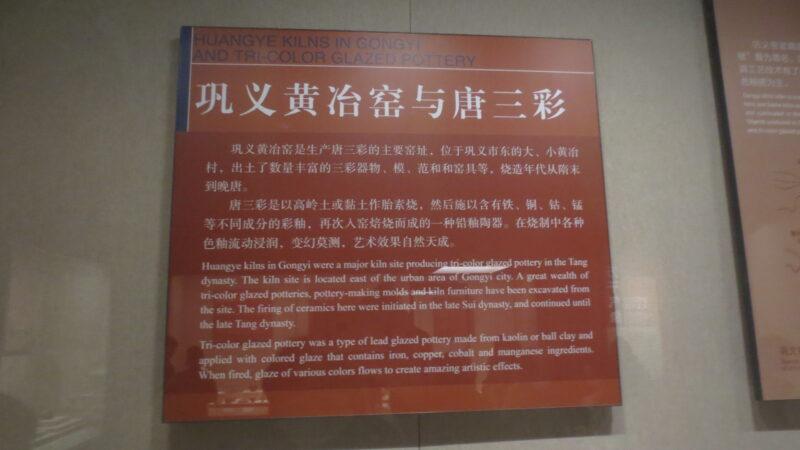 HUANGYE KILNS IN GONGYI
AND TRI-COLOR GLAZED POTTERY
巩义黄冶窑与唐三彩
巩义黄冶窑是生产唐三彩的主要窑址，位于巩义市东的大、小黄冶
村，出土了数量丰富的三彩器物、模、范和和窑具等，烧造年代从隋末
到晚唐。
唐三彩是以高岭土或黏土作胎素烧，然后施以含有铁、铜、钴、锰
等不同成分的彩釉，再次入窑焙烧而成的一种铅釉陶器。在烧制中各种
色釉流动浸润，变幻莫测，艺术效果自然天成。
Huangye kilns in Gongyi were a major kiln site producing tri-color glazed pottery in the Tang
dynasty. The kiln site is located east of the urban area of Gongyi city. A great wealth of
tri-color glazed potteries, pottery-making molds and kiln furniture have been excavated from
the site. The firing of ceramics here were initiated in the late Sui dynasty, and continued until
the late Tang dynasty.
Tri-color glazed pottery was a type of lead glazed pottery made from kaolin or ball clay and
applied with colored glaze that contains iron, copper, cobalt and manganese ingredients.
When fired, glaze of various colors flows to create amazing artistic effects.